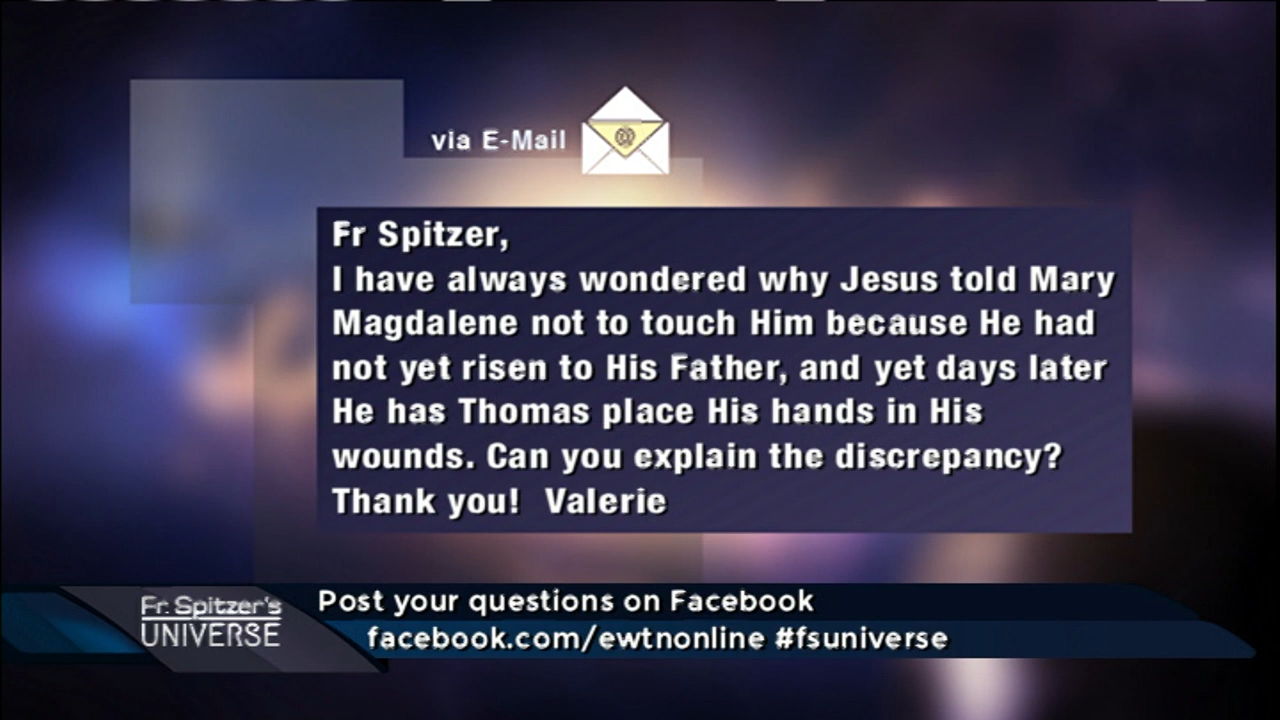 via E-Mail
Fr Spitzer,
I have always wondered why Jesus told Mary
Magdalene not to touch Him because He had
not yet risen to His Father, and yet days later
He has Thomas place His hands in His
wounds. Can you explain the discrepancy?
Thank you! Valerie
Fr. Spitzer's
UNIVERSE
Post your questions on Facebook
facebook.com/ewtnonline #fsuniverse